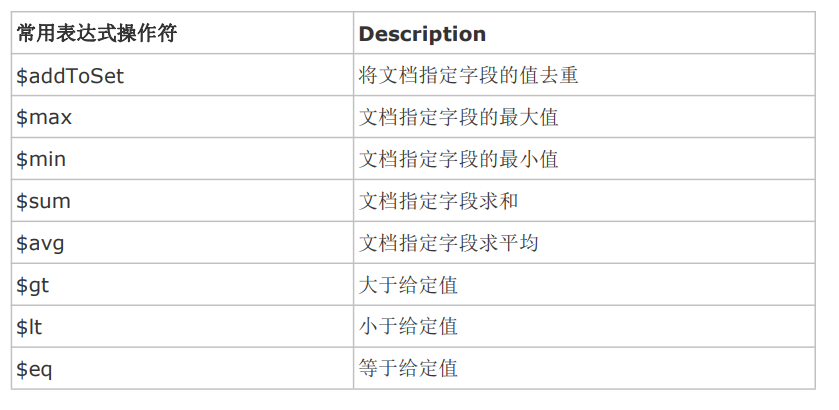 常用表达式操作符 Description
$addToSet 将文档指定字段的值去重
$max 文档指定字段的最大值
$min 文档指定字段的最小值
$sum 文档指定字段求和
$avg 文档指定字段求平均
$gt 大于给定值
$lt 小于给定值
$eq 等于给定值